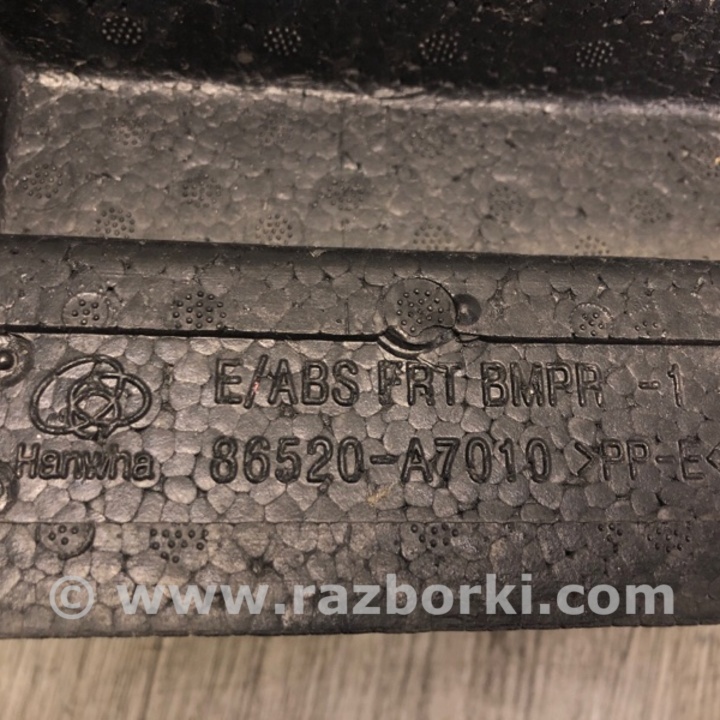 E/ABS FRT BMPR -1
Hanwha 86520-A7010 >PP-E<
© www.razborki.com